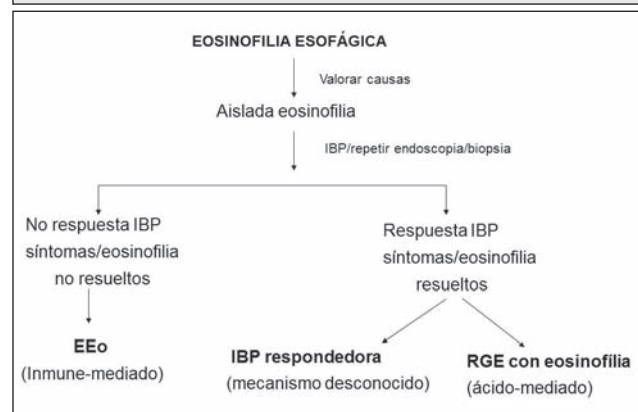 EOSINOFILIA ESOFÁGICA
Valorar causas
Aislada eosinofilia
IBP/repetir endoscopia/biopsia
No respuesta IBP
síntomas/eosinofilia
no resueltos
Respuesta IBP
síntomas/eosinofilia
resueltos
EEo
(Inmune-mediado)
IBP respondedora
(mecanismo desconocido)
RGE con eosinofilia
(ácido-mediado)